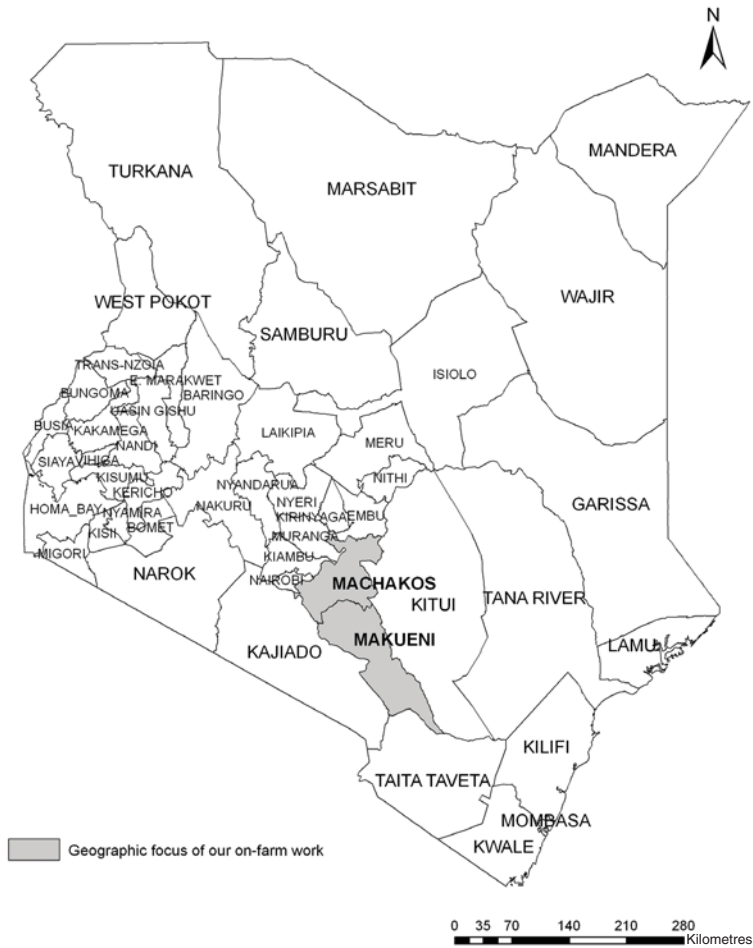 N
MANDERA
TURKANA
MARSABIT
WAJIR
WEST POKOT
SAMBURU
TRANS-NZOIA
ISIOLO
E. MARAKWET
BUNGOMA
BARINGO
UASIN GISHU
BUSIA
KAKAMEGA
LAIKIPIA
NANDI
MERU
SIAYA
VIHIGA
KISUMU
NITHI
NYANDARUA
KERICHO
NYERI
GARISSA
NAKURU
HOMA_BAY
NYAMIRA
KIRINYAGA
EMBU
BOMET
KISII
MURANGA
MIGORI
KIAMBU
NAROK
NAIROBI
MACHAKOS
TANA RIVER
KITUI
MAKUENI
LAMU
KAJIADO
KILIFI
TAITA TAVETA
MOMBASA
KWALE
Geographic focus of our on-farm work
0 35 70 140 210 280
Kilometres